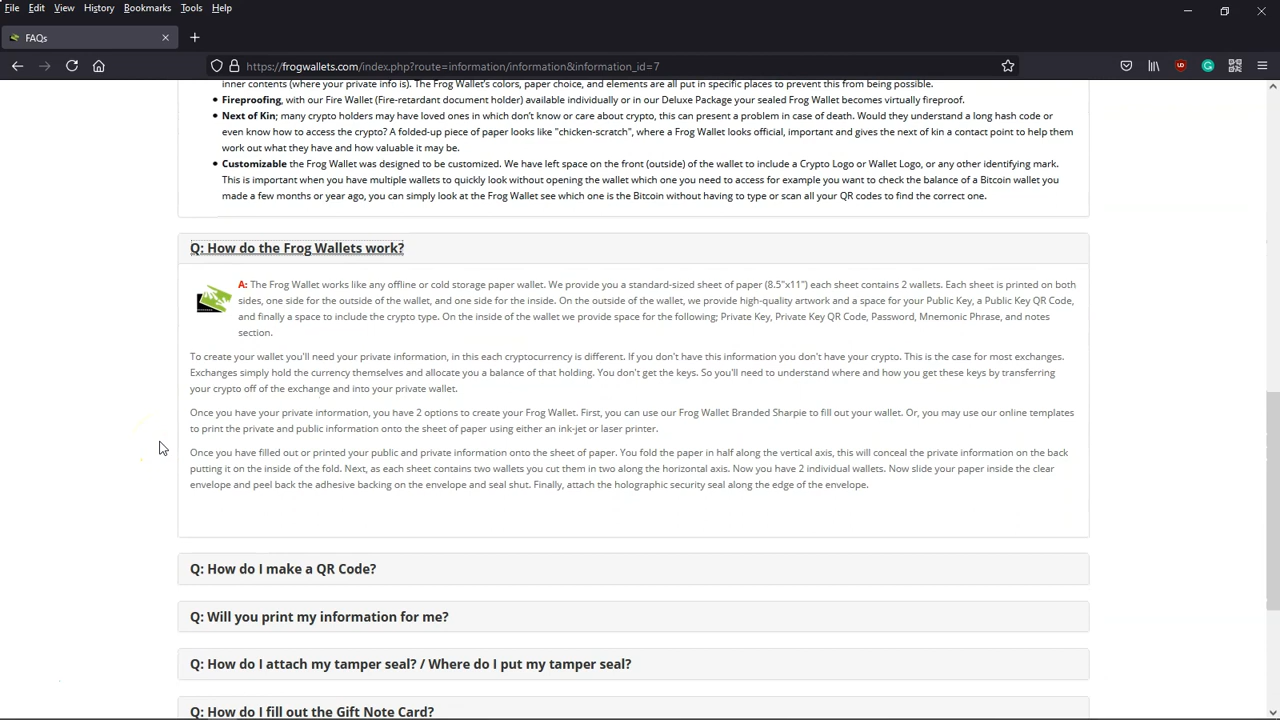 File Edit View History Bookmarks Tools Help
FAQs
https://frogwallets.com/index.php?route=information/information&information_id=7
inner contents (where your private info is). The Frog Wallet's colors, paper choice, and elements are all put in specific places to prevent this from being possible.
Fireproofing, with our Fire Wallet (Fire-retardant document holder) available individually or in our Deluxe Package your sealed Frog Wallet becomes virtually fireproof.
Next of Kin; many crypto holders may have loved ones in which don't know or care about crypto, this can present a problem in case of death. Would they understand a long hash code or
even know how to access the crypto? A folded-up piece of paper looks like "chicken-scratch", where a Frog Wallet looks official, important and gives the next of kin a contact point to help them
work out what they have and how valuable it may be.
Customizable the Frog Wallet was designed to be customized. We have left space on the front (outside) of the wallet to include a Crypto Logo or Wallet Logo, or any other identifying mark.
This is important when you have multiple wallets to quickly look without opening the wallet which one you need to access for example you want to check the balance of a Bitcoin wallet you
made a few months or year ago, you can simply look at the Frog Wallet see which one is the Bitcoin without having to type or scan all your QR codes to find the correct one.
Q: How do the Frog Wallets work?
A: The Frog Wallet works like any offline or cold storage paper wallet. We provide you a standard-sized sheet of paper (8.5"x11") each sheet contains 2 wallets. Each sheet is printed on both
sides, one side for the outside of the wallet, and one side for the inside. On the outside of the wallet, we provide high-quality artwork and a space for your Public Key, a Public Key QR Code,
and finally a space to include the crypto type. On the inside of the wallet we provide space for the following; Private Key, Private Key QR Code, Password, Mnemonic Phrase, and notes
section.
To create your wallet you'll need your private information, in this each cryptocurrency is different. If you don't have this information you don't have your crypto. This is the case for most exchanges.
Exchanges simply hold the currency themselves and allocate you a balance of that holding. You don't get the keys. So you'll need to understand where and how you get these keys by transferring
your crypto off of the exchange and into your private wallet.
Once you have your private information, you have 2 options to create your Frog Wallet. First, you can use our Frog Wallet Branded Sharpie to fill out your wallet. Or, you may use our online templates
to print the private and public information onto the sheet of paper using either an ink-jet or laser printer.
Once you have filled out or printed your public and private information onto the sheet of paper. You fold the paper in half along the vertical axis, this will conceal the private information on the back
putting it on the inside of the fold. Next, as each sheet contains two wallets you cut them in two along the horizontal axis. Now you have 2 individual wallets. Now slide your paper inside the clear
envelope and peel back the adhesive backing on the envelope and seal shut. Finally, attach the holographic security seal along the edge of the envelope.
Q: How do I make a QR Code?
Q: Will you print my information for me?
Q: How do I attach my tamper seal? / Where do I put my tamper seal?
Q: How do I fill out the Gift Note Card?